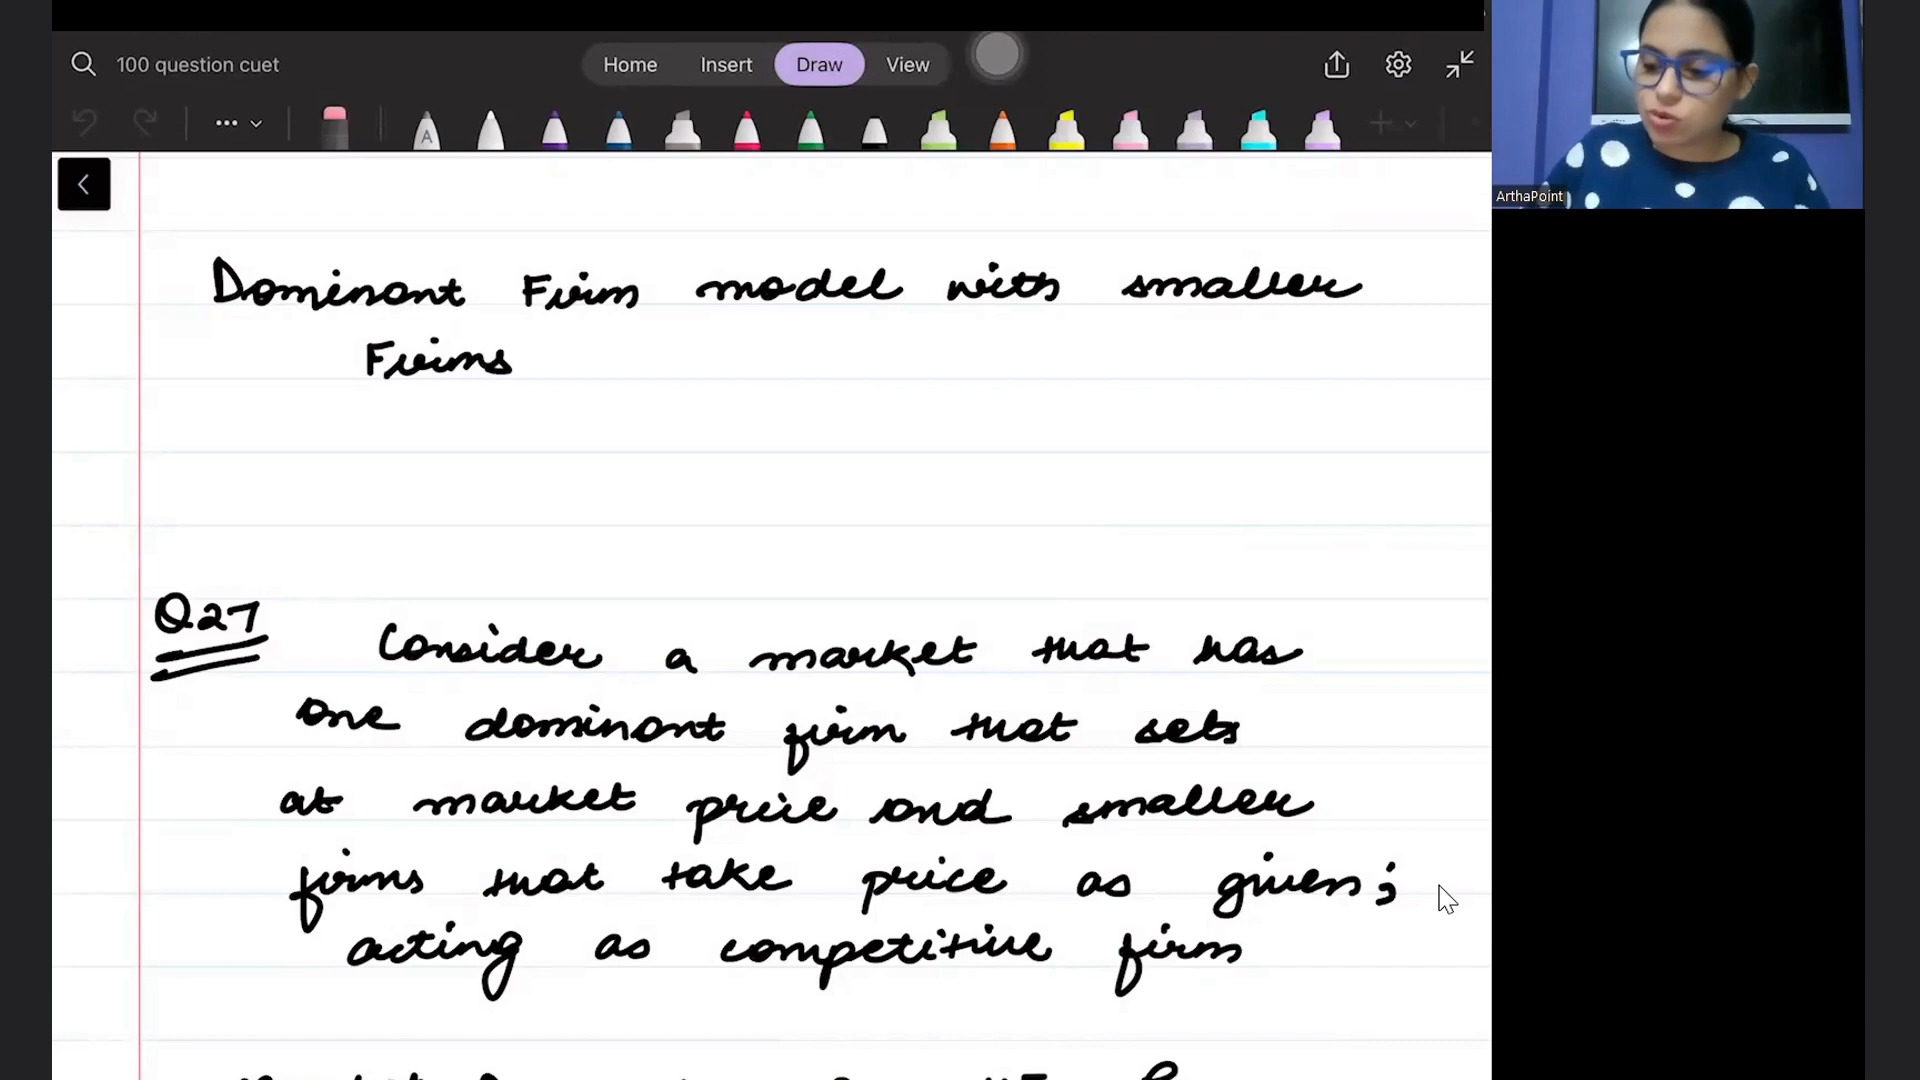 100 question cuet
Home Insert Draw View
A
ArthaPoint
Dominant Firm model with smaller
Firms
Q27 Consider a market that has
one dominant firm that sets
at market price and smaller
firms that take price as given;
acting as competitive firm